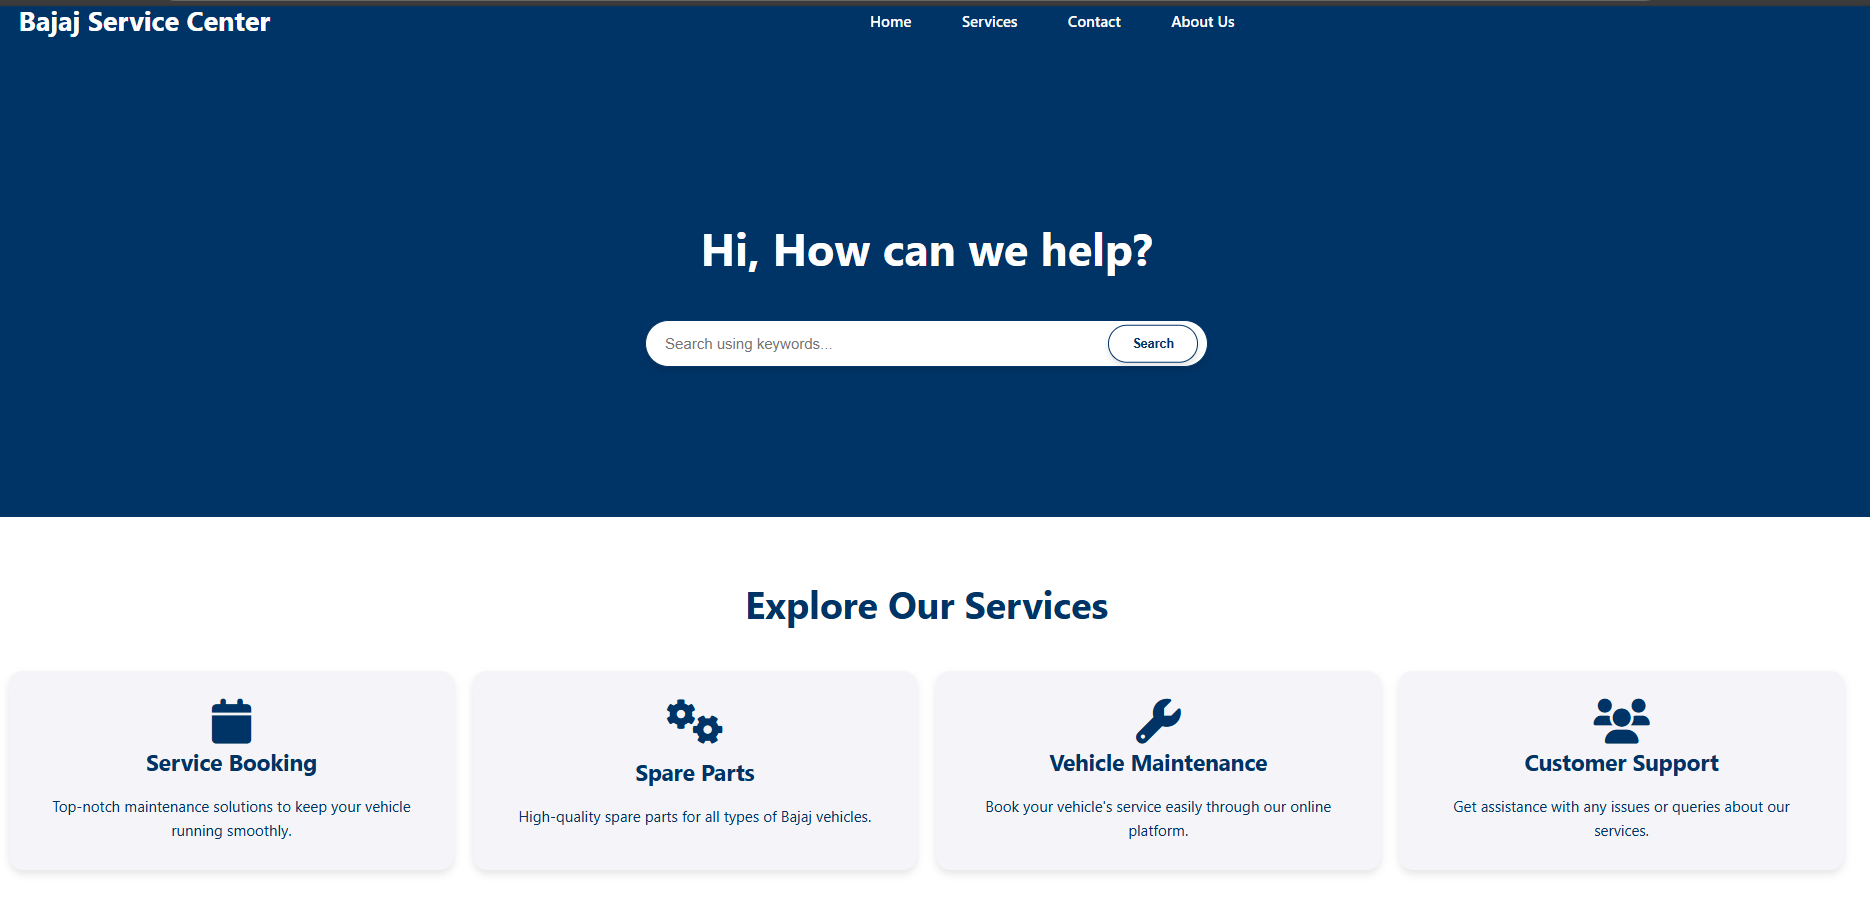 Bajaj Service Center
Home
Services
Contact
About Us
Hi, How can we help?
Search using keywords...
Search
Explore Our Services
Service Booking
Top-notch maintenance solutions to keep your vehicle
running smoothly.
Spare Parts
High-quality spare parts for all types of Bajaj vehicles.
Vehicle Maintenance
Book your vehicle's service easily through our online
platform.
Customer Support
Get assistance with any issues or queries about our
services.